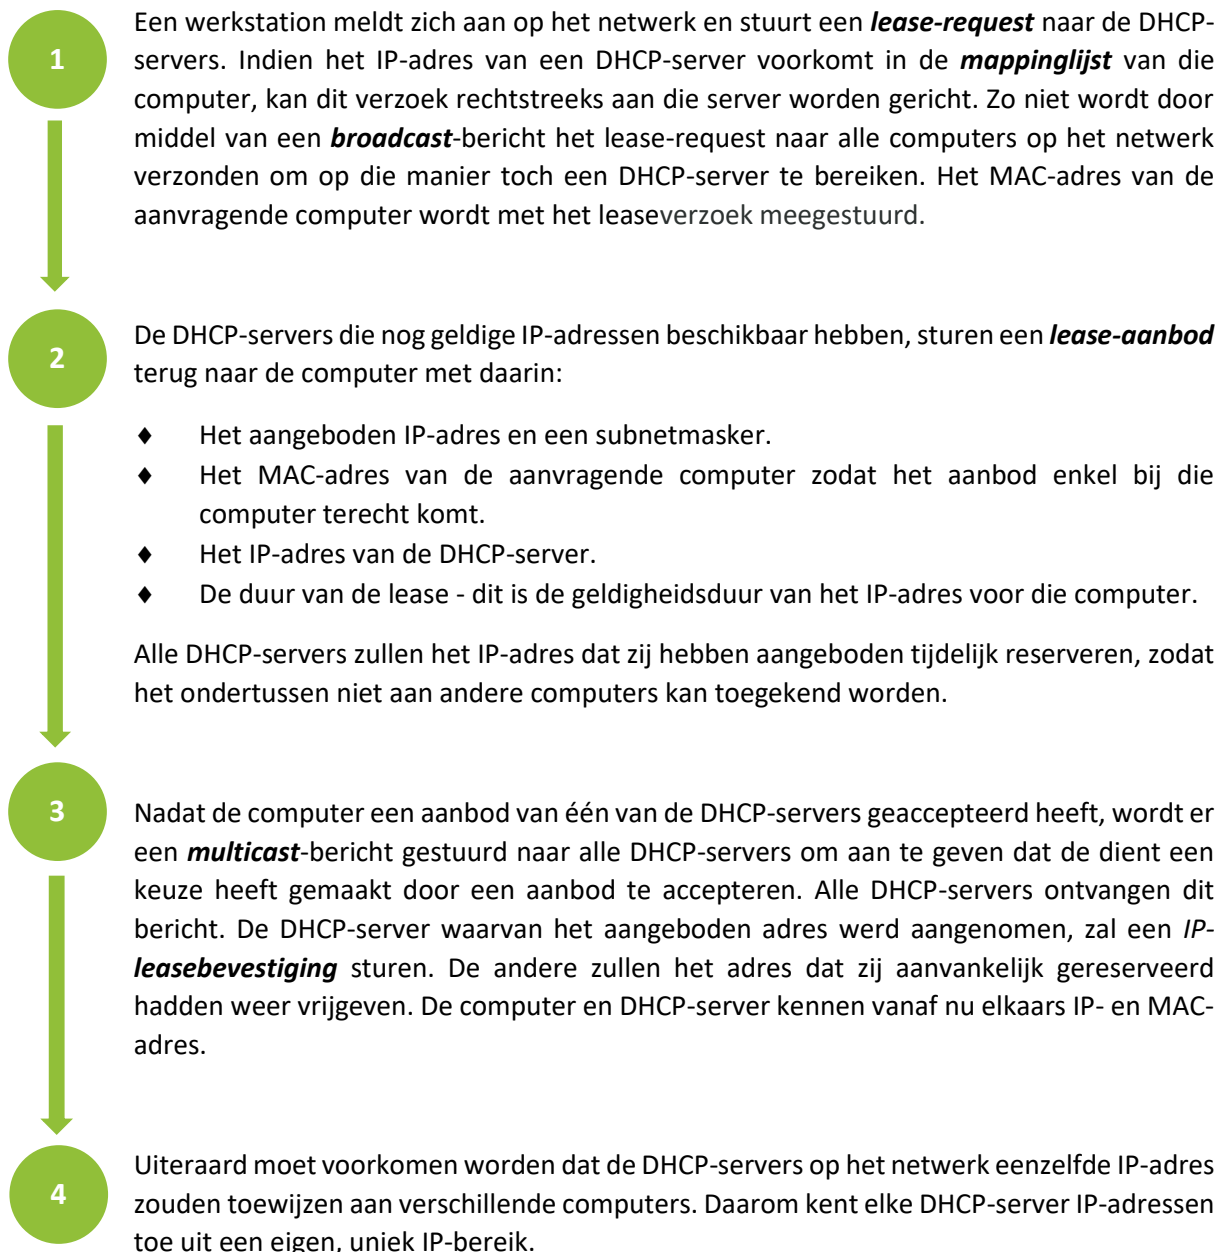 1
Een werkstation meldt zich aan op het netwerk en stuurt een lease-request naar de DHCP-
servers. Indien het IP-adres van een DHCP-server voorkomt in de mappinglijst van die
computer, kan dit verzoek rechtstreeks aan die server worden gericht. Zo niet wordt door
middel van een broadcast-bericht het lease-request naar alle computers op het netwerk
verzonden om op die manier toch een DHCP-server te bereiken. Het MAC-adres van de
aanvragende computer wordt met het leaseverzoek meegestuurd.
2
De DHCP-servers die nog geldige IP-adressen beschikbaar hebben, sturen een lease-aanbod
terug naar de computer met daarin:
♦ Het aangeboden IP-adres en een subnetmasker.
♦ Het MAC-adres van de aanvragende computer zodat het aanbod enkel bij die
computer terecht komt.
♦ Het IP-adres van de DHCP-server.
♦ De duur van de lease - dit is de geldigheidsduur van het IP-adres voor die computer.
Alle DHCP-servers zullen het IP-adres dat zij hebben aangeboden tijdelijk reserveren, zodat
het ondertussen niet aan andere computers kan toegekend worden.
3
Nadat de computer een aanbod van één van de DHCP-servers geaccepteerd heeft, wordt er
een multicast-bericht gestuurd naar alle DHCP-servers om aan te geven dat de dient een
keuze heeft gemaakt door een aanbod te accepteren. Alle DHCP-servers ontvangen dit
bericht. De DHCP-server waarvan het aangeboden adres werd aangenomen, zal een IP-
leasebevestiging sturen. De andere zullen het adres dat zij aanvankelijk gereserveerd
hadden weer vrijgeven. De computer en DHCP-server kennen vanaf nu elkaars IP- en MAC-
adres.
4
Uiteraard moet voorkomen worden dat de DHCP-servers op het netwerk eenzelfde IP-adres
zouden toewijzen aan verschillende computers. Daarom kent elke DHCP-server IP-adressen
toe uit een eigen, uniek IP-bereik.